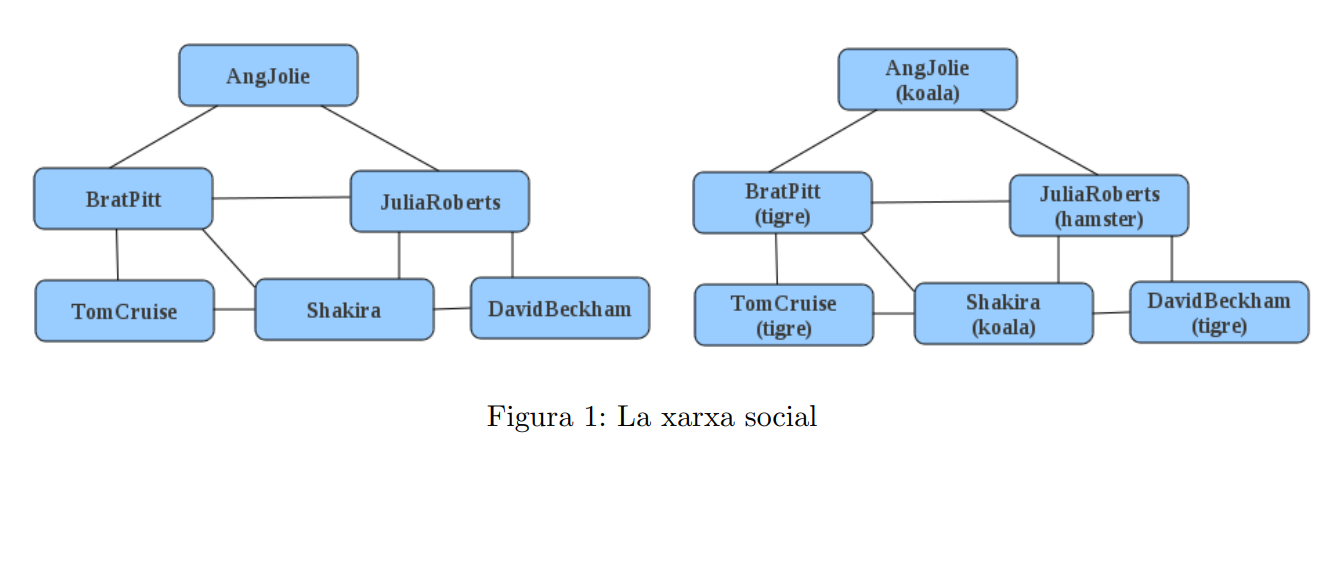 AngJolie
BratPitt
JuliaRoberts
TomCruise
Shakira
DavidBeckham
AngJolie
(koala)
BratPitt
(tigre)
JuliaRoberts
(hamster)
TomCruise
(tigre)
Shakira
(koala)
DavidBeckham
(tigre)
Figura 1: La xarxa social